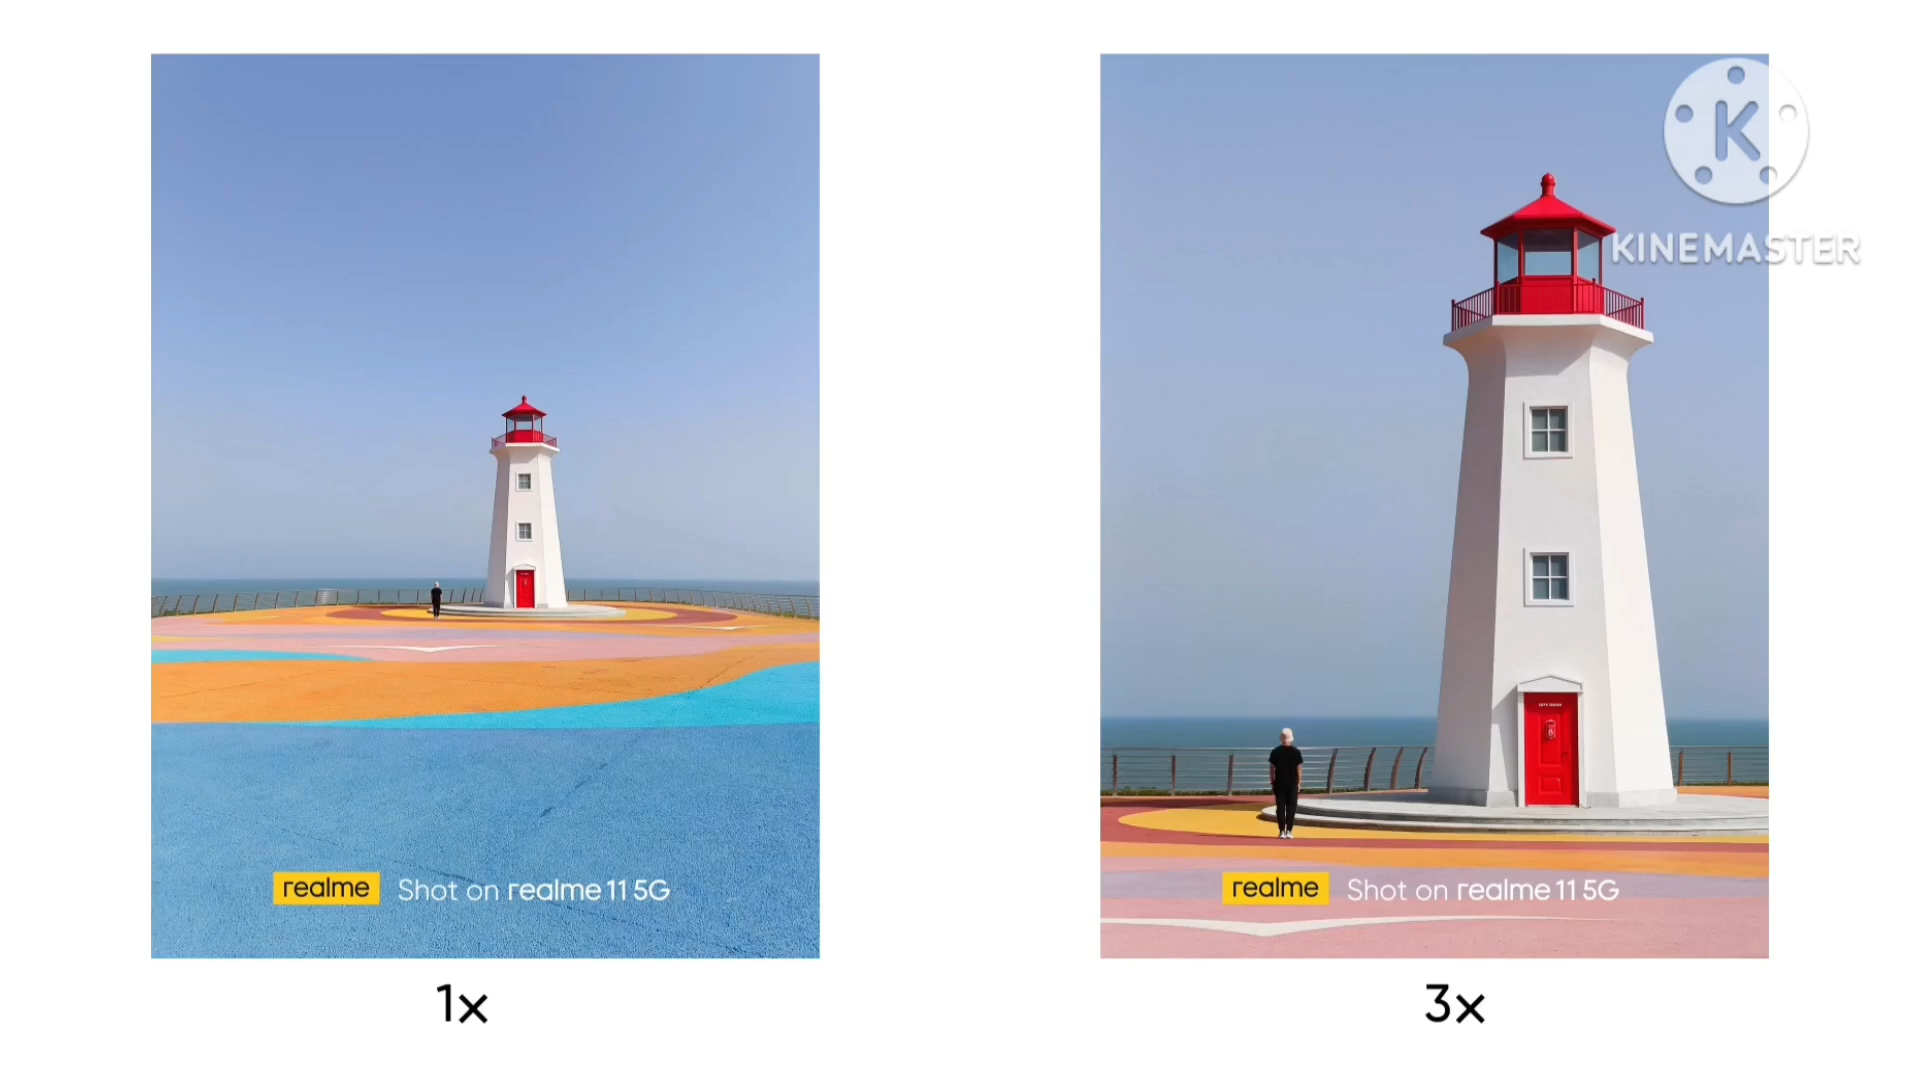 K
KINEMASTER
realme Shot on realme 11 5G
realme Shot on realme 11 5G
1x
3x